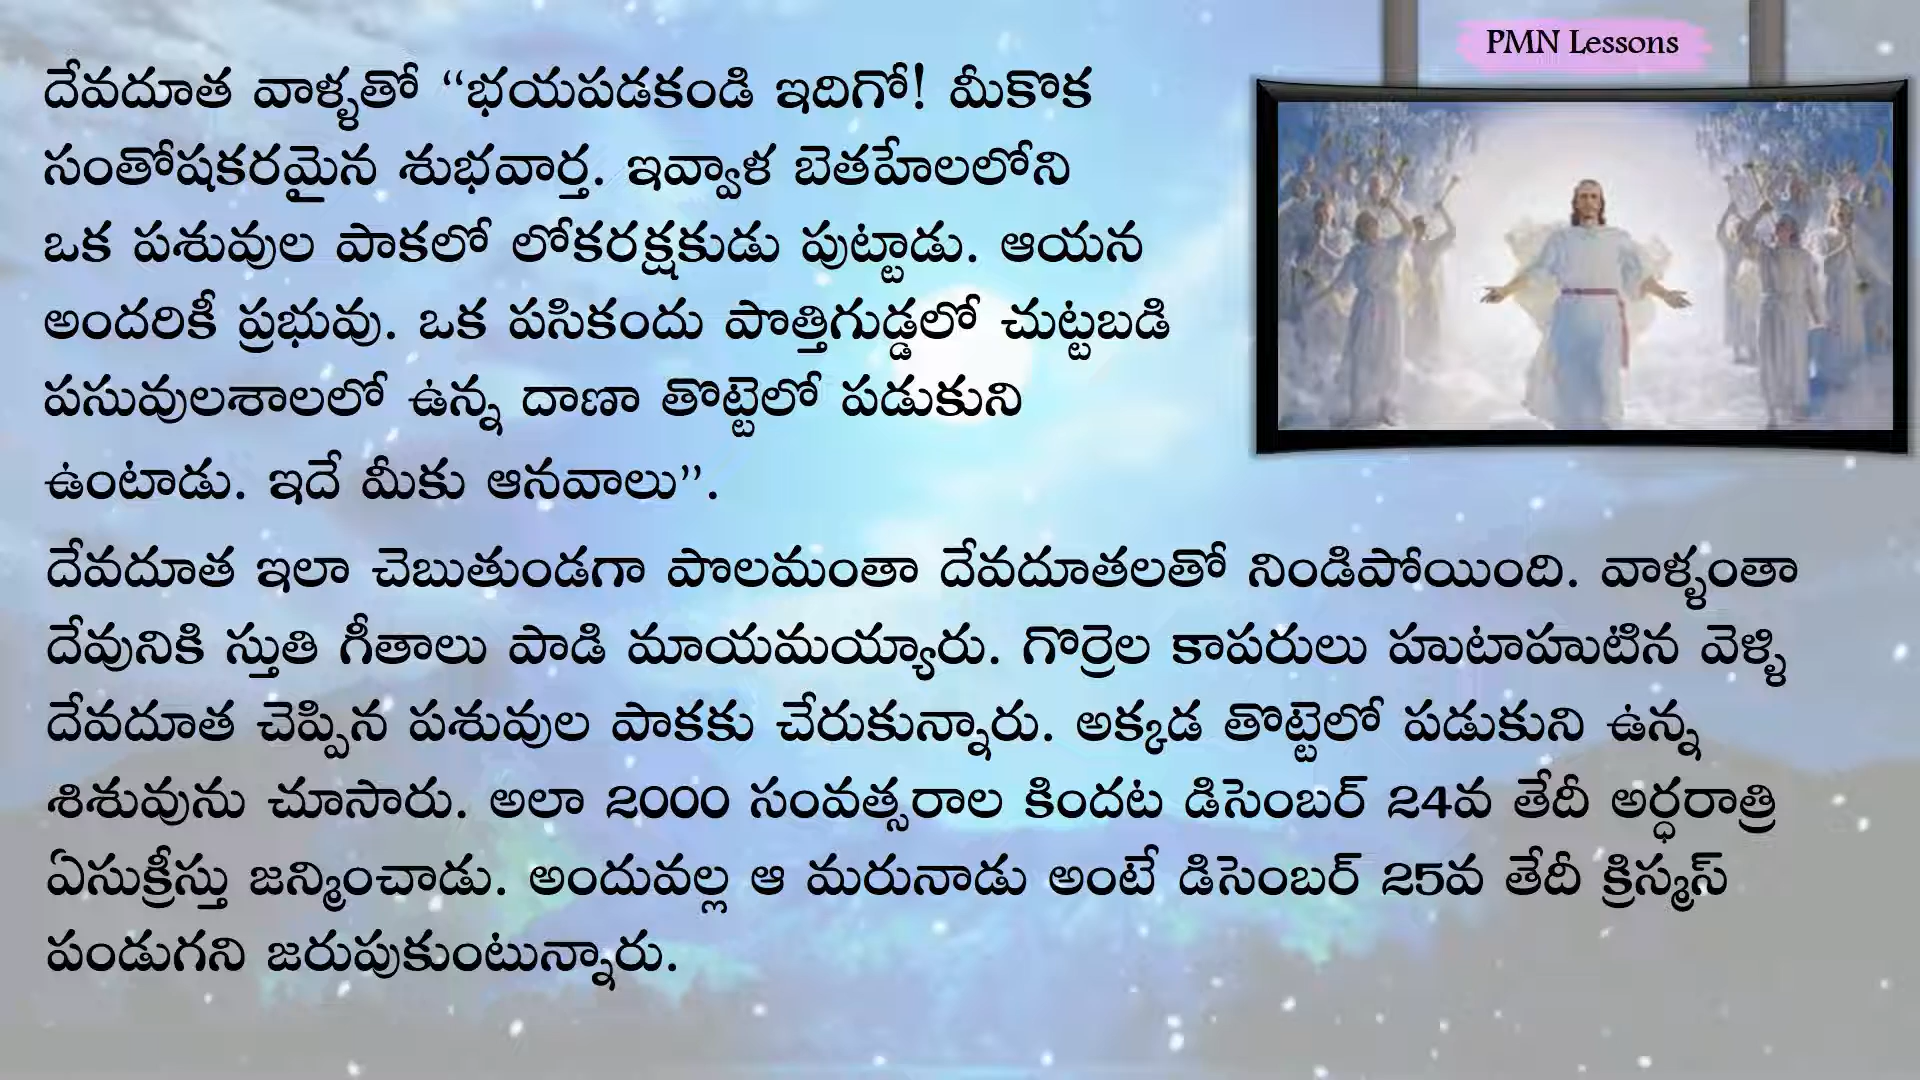 PMN Lessons
దేవదూత వాళ్ళతో “భయపడకండి ఇదిగో! మీకొక
సంతోషకరమైన శుభవార్త. ఇవ్వాళ బెతహేలలోని
ఒక పశువుల పాకలో లోకరక్షకుడు పుట్టాడు. ఆయన
అందరికీ ప్రభువు. ఒక పసికందు పొత్తిగుడ్డలో చుట్టబడి
పసువులశాలలో ఉన్న దాణా తొట్టెలో పడుకుని
ఉంటాడు. ఇదే మీకు ఆనవాలు”.
దేవదూత ఇలా చెబుతుండగా పొలమంతా దేవదూతలతో నిండిపోయింది. వాళ్ళంతా
దేవునికి స్తుతి గీతాలు పాడి మాయమయ్యారు. గొర్రెల కాపరులు హుటాహుటిన వెళ్ళి
దేవదూత చెప్పిన పశువుల పాకకు చేరుకున్నారు. అక్కడ తొట్టెలో పడుకుని ఉన్న
శిశువును చూసారు. అలా 2000 సంవత్సరాల కిందట డిసెంబర్ 24వ తేదీ అర్ధరాత్రి
ఏసుక్రీస్తు జన్మించాడు. అందువల్ల ఆ మరునాడు అంటే డిసెంబర్ 25వ తేదీ క్రిస్మస్
పండుగని జరుపుకుంటున్నారు.